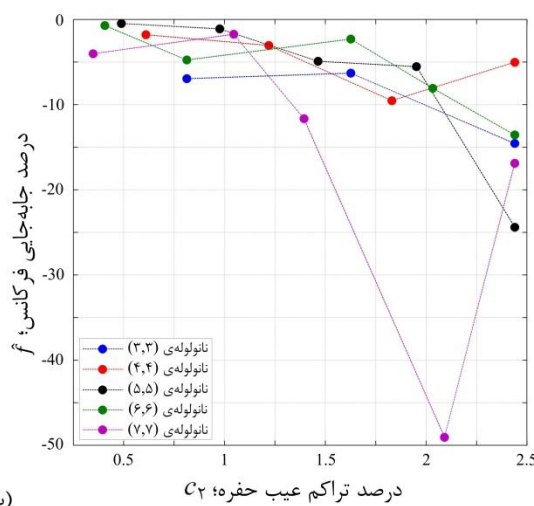 0
-10
-20
-30
-40
-50
درصد جابه‌جایی فرکانس؛ f̂
نانولوله‌ی (۳,۳)
نانولوله‌ی (۴,۴)
نانولوله‌ی (۵,۵)
نانولوله‌ی (۶,۶)
نانولوله‌ی (۷,۷)
0.5 1 1.5 2 2.5
درصد تراکم عیب حفره؛ c₂